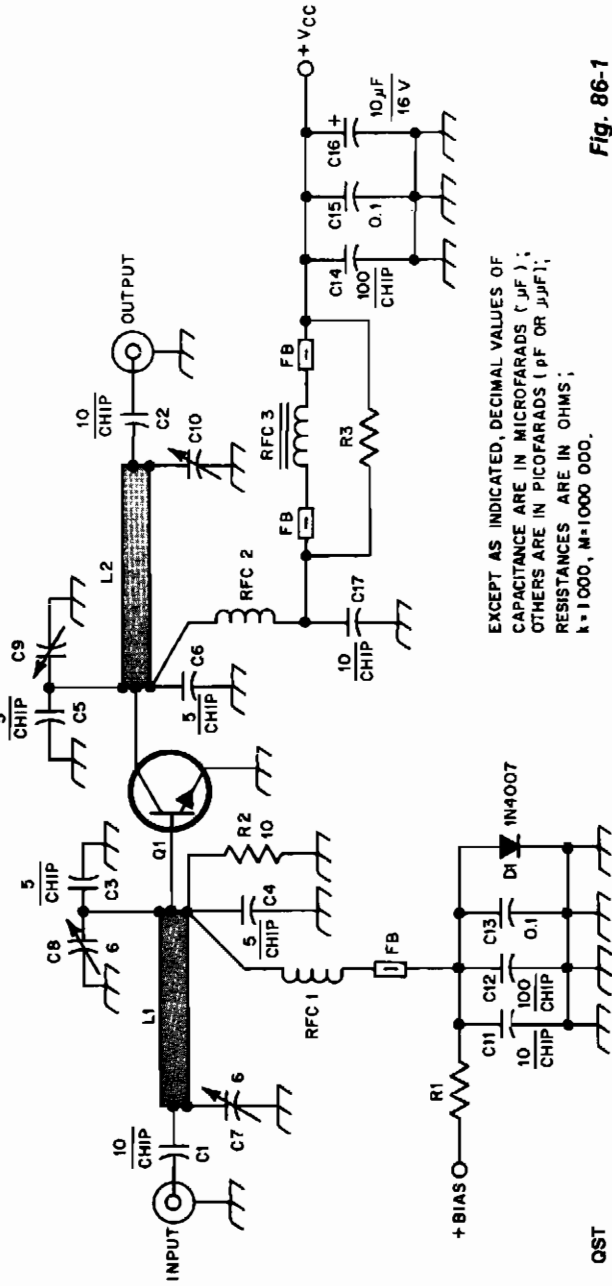 INPUT
10
CHIP
C1
C7
6
L1
C8
6
5
CHIP
C3
Q1
5
CHIP
C4
R2
10
RFC 1
FB
+BIAS
R1
C11
10
CHIP
C12
100
CHIP
C13
0.1
D1
1N4007
CHIP
C5
C9
L2
C6
5
CHIP
10
CHIP
C2
OUTPUT
C10
RFC 2
C17
10
CHIP
FB
RFC 3
FB
R3
C14
100
CHIP
C15
0.1
C16
+
10 µF
16 V
+VCC
EXCEPT AS INDICATED, DECIMAL VALUES OF
CAPACITANCE ARE IN MICROFARADS (µF);
OTHERS ARE IN PICOFARADS (pF OR µµF);
RESISTANCES ARE IN OHMS;
k=1000, M=1000 000.
QST
Fig. 86-1